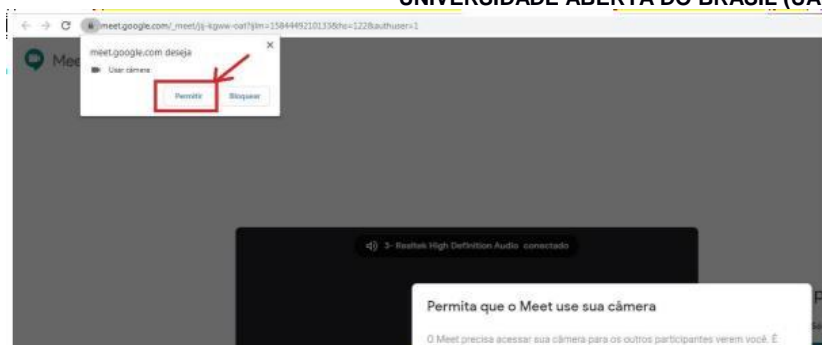 UNIVERSIDADE ABERTA DO BRASIL (UA
meet.google.com/_meet/jij-kgww-oat?ijlm=1584449210133&hs=122&authuser=1
Meet
meet.google.com deseja
Usar câmera
Permitir Bloquear
3- Realtek High Definition Audio conectado
Permita que o Meet use sua câmera
O Meet precisa acessar sua câmera para os outros participantes verem você. É